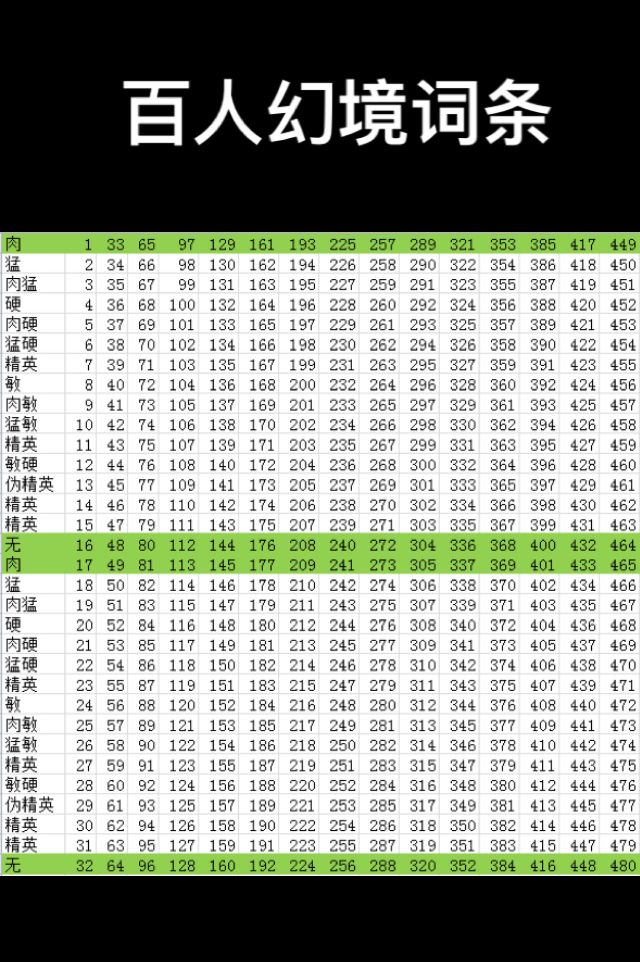 百人幻境词条
肉 1 33 65 97 129 161 193 225 257 289 321 353 385 417 449
猛 2 34 66 98 130 162 194 226 258 290 322 354 386 418 450
肉猛 3 35 67 99 131 163 195 227 259 291 323 355 387 419 451
硬 4 36 68 100 132 164 196 228 260 292 324 356 388 420 452
肉硬 5 37 69 101 133 165 197 229 261 293 325 357 389 421 453
猛硬 6 38 70 102 134 166 198 230 262 294 326 358 390 422 454
精英 7 39 71 103 135 167 199 231 263 295 327 359 391 423 455
敏 8 40 72 104 136 168 200 232 264 296 328 360 392 424 456
肉敏 9 41 73 105 137 169 201 233 265 297 329 361 393 425 457
猛敏 10 42 74 106 138 170 202 234 266 298 330 362 394 426 458
精英 11 43 75 107 139 171 203 235 267 299 331 363 395 427 459
敏硬 12 44 76 108 140 172 204 236 268 300 332 364 396 428 460
伪精英 13 45 77 109 141 173 205 237 269 301 333 365 397 429 461
精英 14 46 78 110 142 174 206 238 270 302 334 366 398 430 462
精英 15 47 79 111 143 175 207 239 271 303 335 367 399 431 463
无 16 48 80 112 144 176 208 240 272 304 336 368 400 432 464
肉 17 49 81 113 145 177 209 241 273 305 337 369 401 433 465
猛 18 50 82 114 146 178 210 242 274 306 338 370 402 434 466
肉猛 19 51 83 115 147 179 211 243 275 307 339 371 403 435 467
硬 20 52 84 116 148 180 212 244 276 308 340 372 404 436 468
肉硬 21 53 85 117 149 181 213 245 277 309 341 373 405 437 469
猛硬 22 54 86 118 150 182 214 246 278 310 342 374 406 438 470
精英 23 55 87 119 151 183 215 247 279 311 343 375 407 439 471
敏 24 56 88 120 152 184 216 248 280 312 344 376 408 440 472
肉敏 25 57 89 121 153 185 217 249 281 313 345 377 409 441 473
猛敏 26 58 90 122 154 186 218 250 282 314 346 378 410 442 474
精英 27 59 91 123 155 187 219 251 283 315 347 379 411 443 475
敏硬 28 60 92 124 156 188 220 252 284 316 348 380 412 444 476
伪精英 29 61 93 125 157 189 221 253 285 317 349 381 413 445 477
精英 30 62 94 126 158 190 222 254 286 318 350 382 414 446 478
精英 31 63 95 127 159 191 223 255 287 319 351 383 415 447 479
无 32 64 96 128 160 192 224 256 288 320 352 384 416 448 480